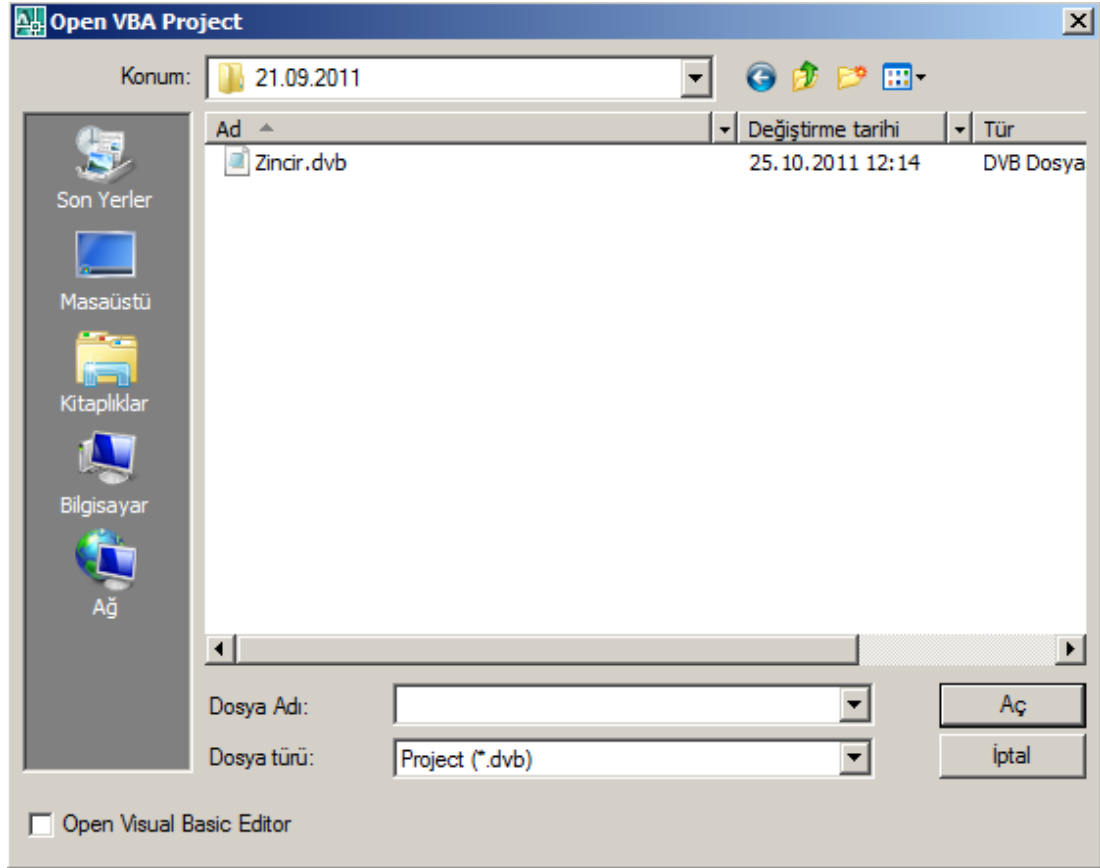 Open VBA Project
Konum: 21.09.2011
Ad Değiştirme tarihi Tür
Zincir.dvb 25.10.2011 12:14 DVB Dosya
Son Yerler
Masaüstü
Kitaplıklar
Bilgisayar
Ağ
Dosya Adı: Aç
Dosya türü: Project (*.dvb) İptal
Open Visual Basic Editor